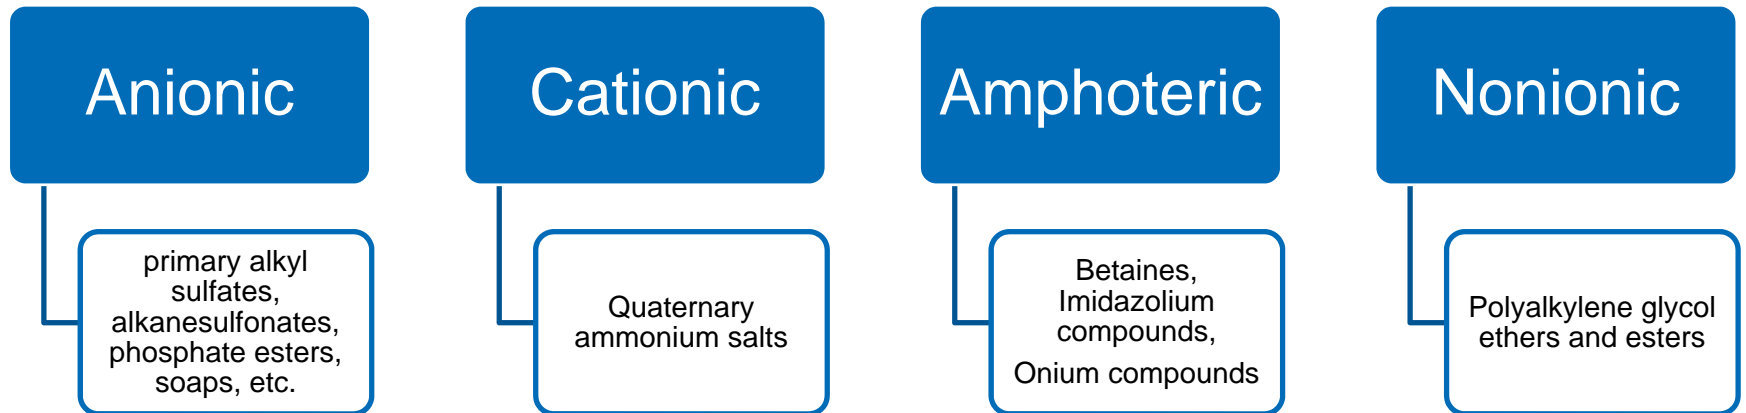 Anionic
primary alkyl
sulfates,
alkanesulfonates,
phosphate esters,
soaps, etc.
Cationic
Quaternary
ammonium salts
Amphoteric
Betaines,
Imidazolium
compounds,
Onium compounds
Nonionic
Polyalkylene glycol
ethers and esters